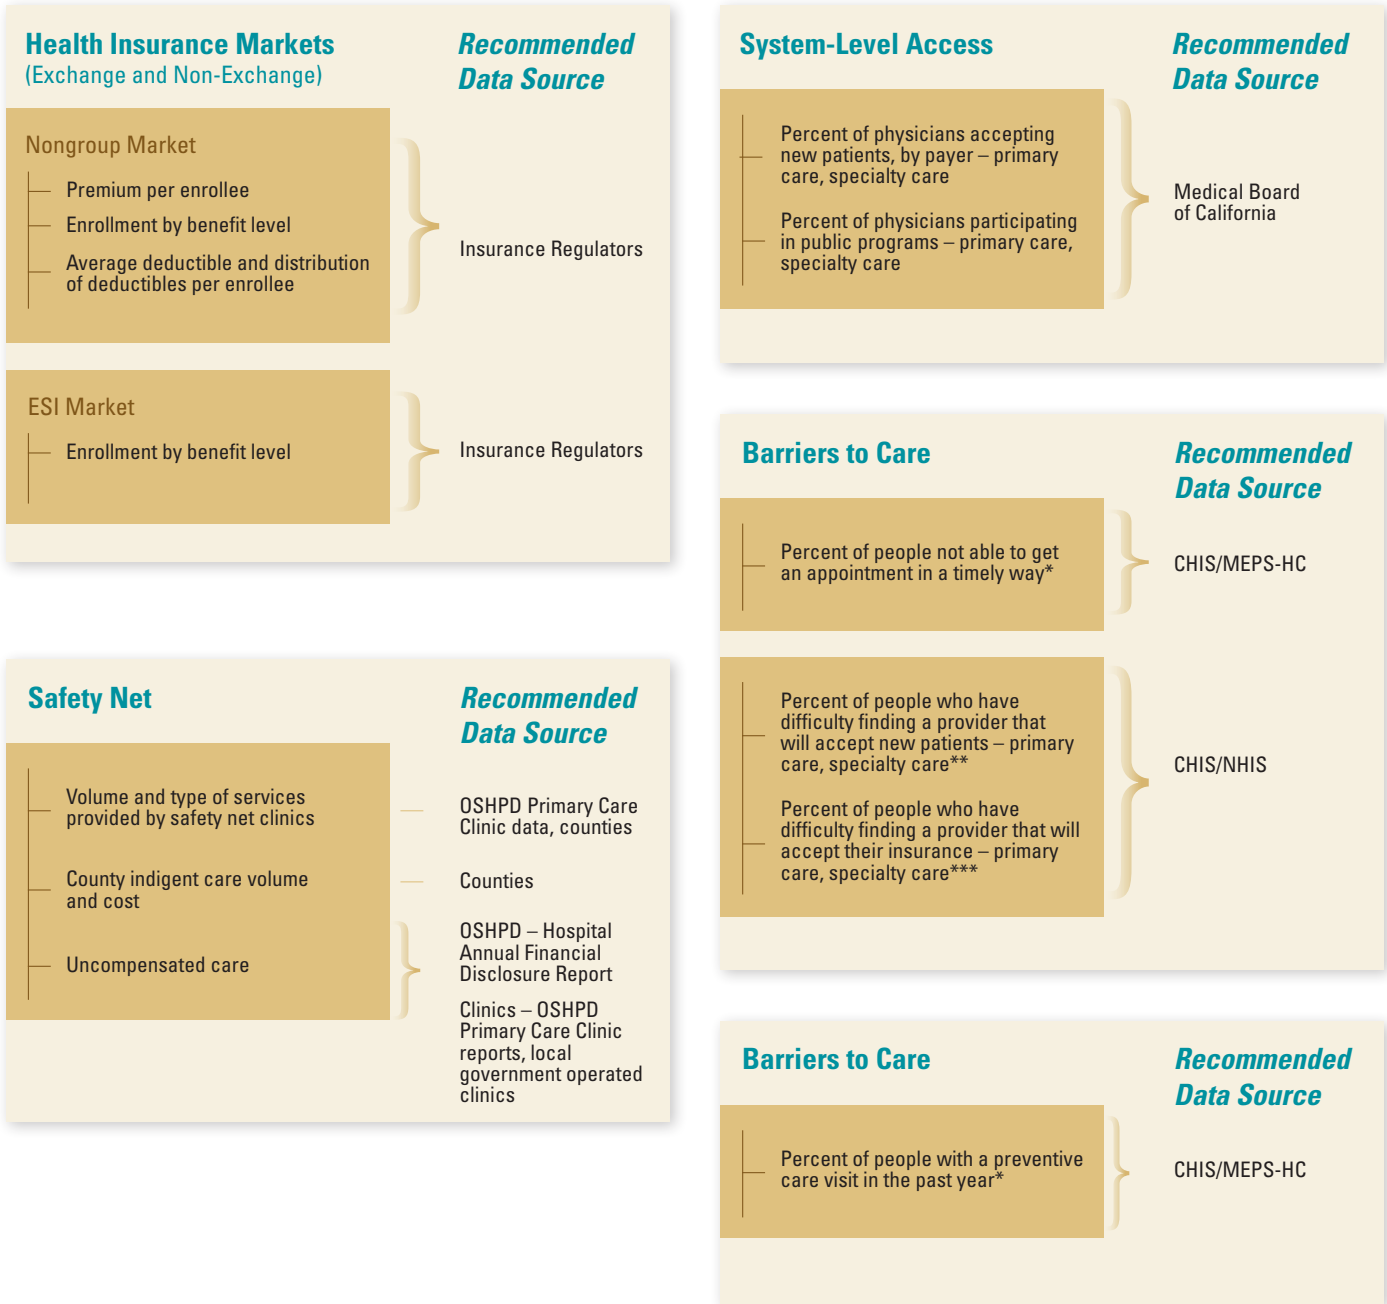 Health Insurance Markets
(Exchange and Non-Exchange)
Recommended
Data Source
Nongroup Market
Premium per enrollee
Enrollment by benefit level
Average deductible and distribution
of deductibles per enrollee
Insurance Regulators
ESI Market
Enrollment by benefit level
Insurance Regulators
Safety Net
Recommended
Data Source
Volume and type of services
provided by safety net clinics
OSHPD Primary Care
Clinic data, counties
County indigent care volume
and cost
Counties
Uncompensated care
OSHPD – Hospital
Annual Financial
Disclosure Report
Clinics – OSHPD
Primary Care Clinic
reports, local
government operated
clinics
System-Level Access
Recommended
Data Source
Percent of physicians accepting
new patients, by payer – primary
care, specialty care
Percent of physicians participating
in public programs – primary care,
specialty care
Medical Board
of California
Barriers to Care
Recommended
Data Source
Percent of people not able to get
an appointment in a timely way*
CHIS/MEPS-HC
Percent of people who have
difficulty finding a provider that
will accept new patients – primary
care, specialty care**
Percent of people who have
difficulty finding a provider that will
accept their insurance – primary
care, specialty care***
CHIS/NHIS
Barriers to Care
Recommended
Data Source
Percent of people with a preventive
care visit in the past year*
CHIS/MEPS-HC